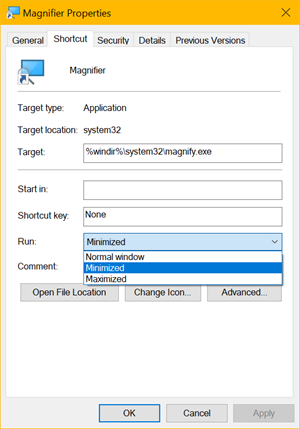 Magnifier Properties
General Shortcut Security Details Previous Versions
Magnifier
Target type: Application
Target location: system32
Target: %windir%\system32\magnify.exe
Start in:
Shortcut key: None
Run: Minimized
Normal window
Minimized
Maximized
Comment:
Open File Location Change Icon... Advanced...
OK Cancel Apply